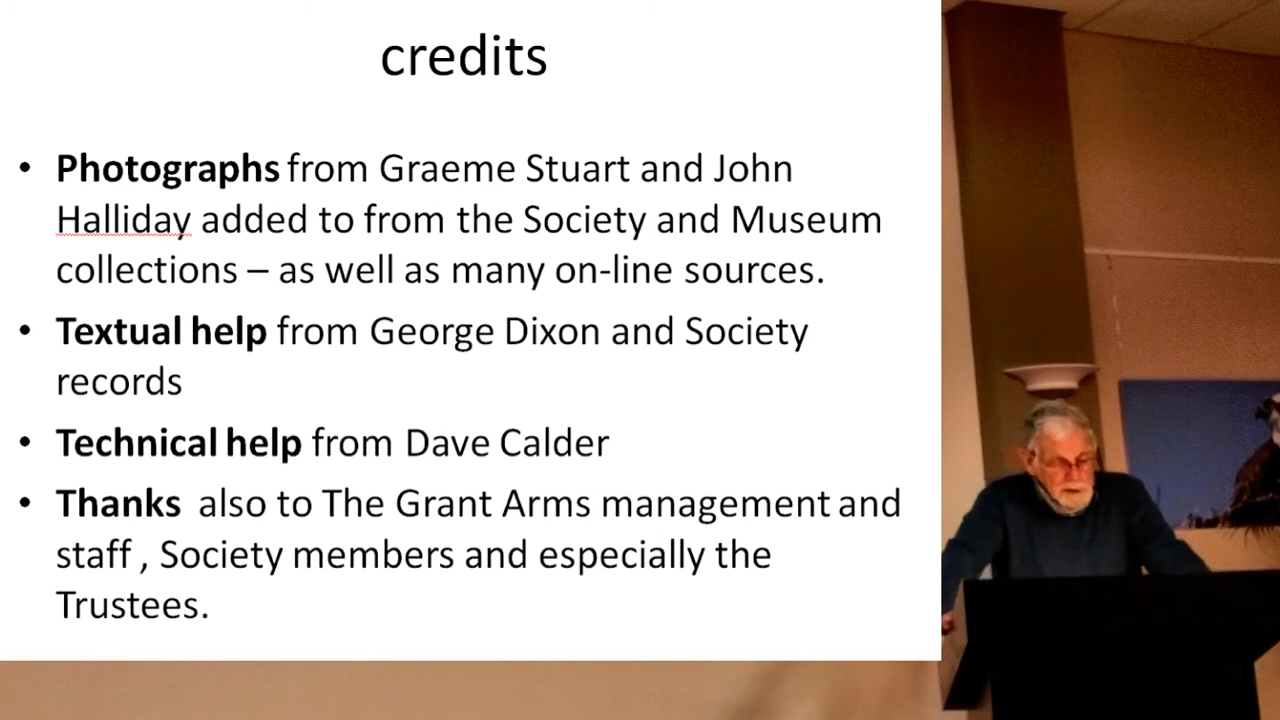 credits
• Photographs from Graeme Stuart and John
Halliday added to from the Society and Museum
collections – as well as many on-line sources.
• Textual help from George Dixon and Society
records
• Technical help from Dave Calder
• Thanks also to The Grant Arms management and
staff , Society members and especially the
Trustees.